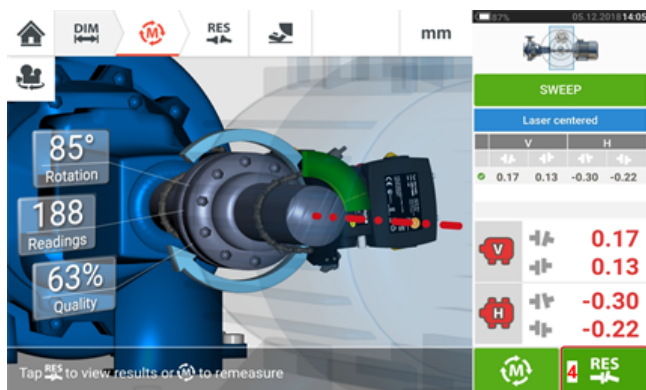 DIM
M
RES
mm
87%
05.12.2018 14:05
SWEEP
Laser centered
V H
0.17 0.13 -0.30 -0.22
85°
Rotation
188
Readings
63%
Quality
V
0.17
0.13
H
-0.30
-0.22
Tap RES to view results or M to remeasure
M
4 RES